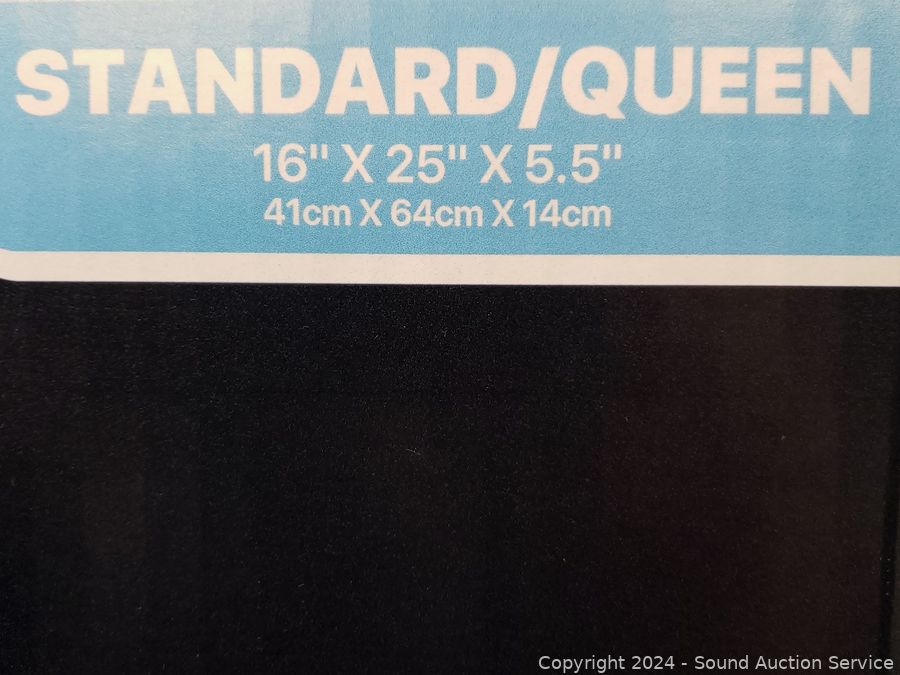 STANDARD/QUEEN
16" X 25" X 5.5"
41cm X 64cm X 14cm
Copyright 2024 - Sound Auction Service